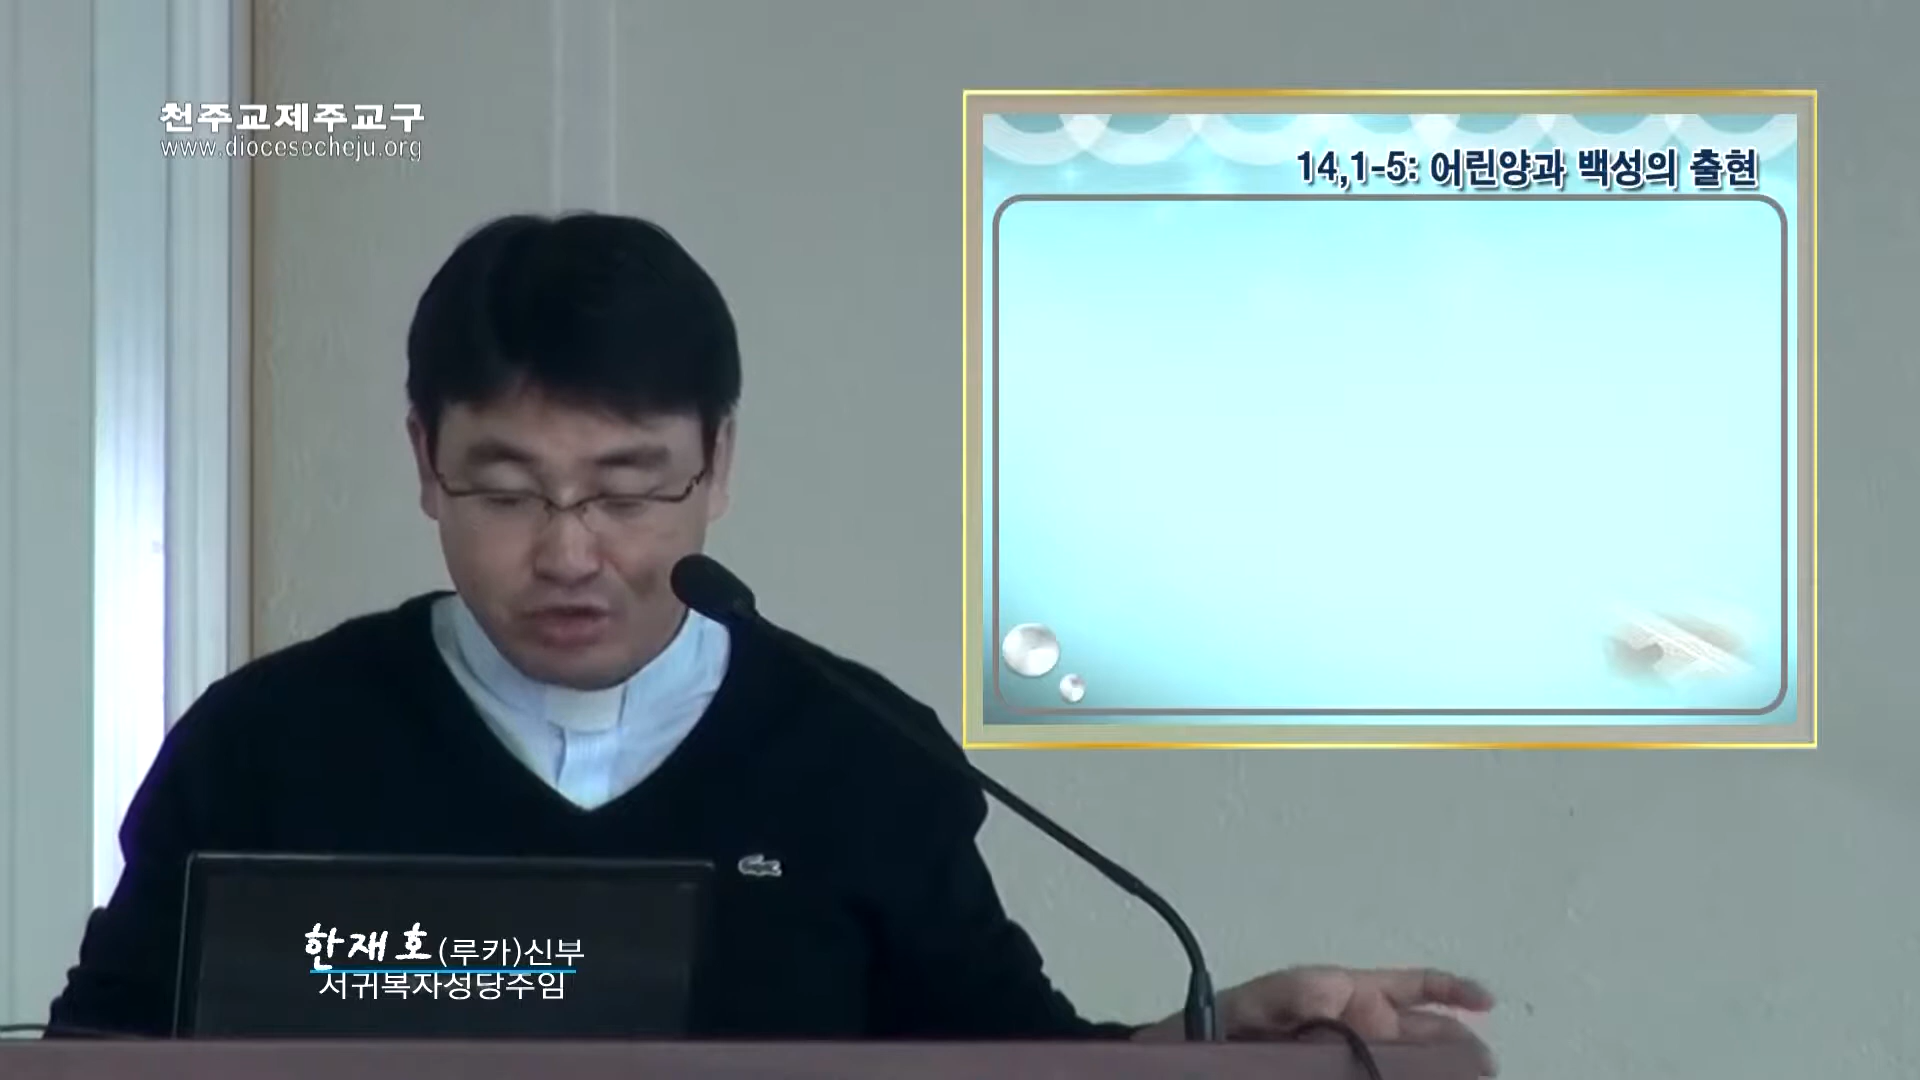 천주교제주교구
www.diocesecheju.org
14,1-5: 어린양과 백성의 출현
한재호(루카)신부
서귀복자성당주임